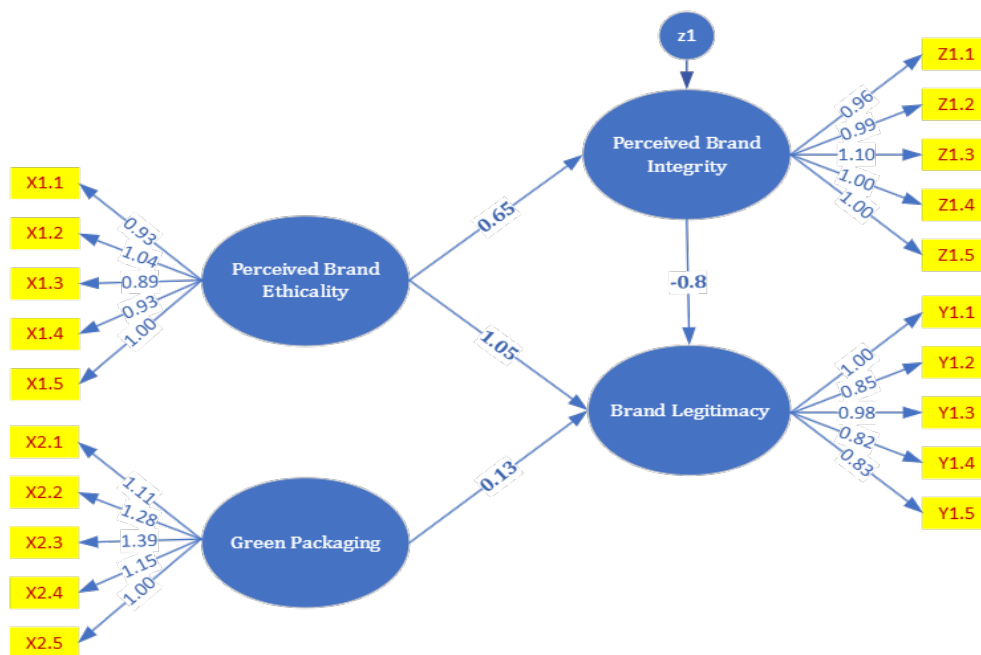 z1
Z1.1
Z1.2
Z1.3
Z1.4
Z1.5
0.96
0.99
1.10
1.00
1.00
Perceived Brand
Integrity
X1.1
X1.2
X1.3
X1.4
X1.5
0.93
1.04
0.89
0.93
1.00
Perceived Brand
Ethicality
0.65
-0.8
1.05
0.13
Y1.1
Y1.2
Y1.3
Y1.4
Y1.5
1.00
0.85
0.98
0.82
0.83
Brand Legitimacy
X2.1
X2.2
X2.3
X2.4
X2.5
1.11
1.28
1.39
1.15
1.00
Green Packaging